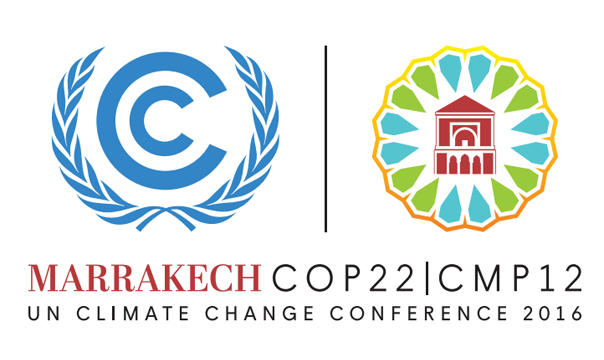 MARRAKECH COP22|CMP12
UN CLIMATE CHANGE CONFERENCE 2016